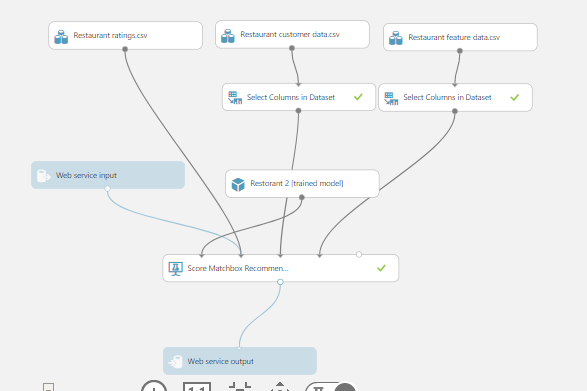 Restaurant ratings.csv
Restaurant customer data.csv
Restaurant feature data.csv
Select Columns in Dataset
Select Columns in Dataset
Web service input
Restorant 2 [trained model]
Score Matchbox Recommen...
Web service output